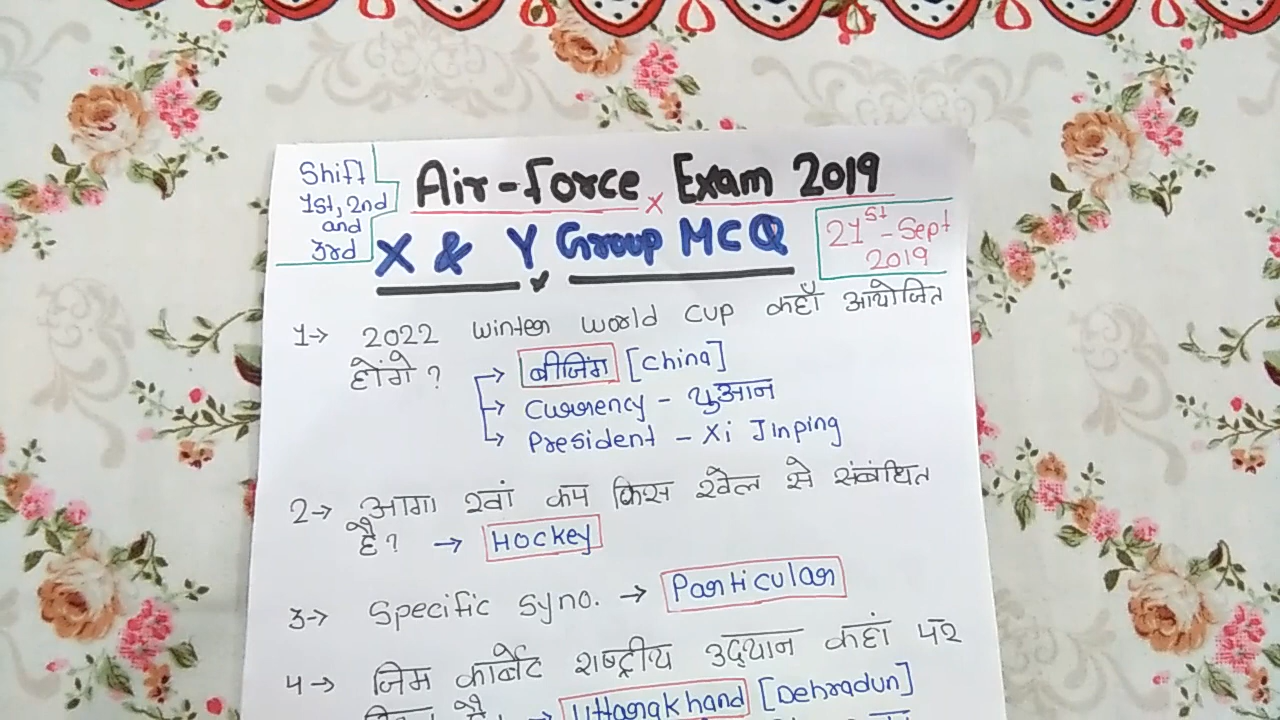 Shift
1st, 2nd
and
3rd
Air-force Exam 2019
X & Y Group MCQ
21st-Sept
2019
1→ 2022 winter world cup कहाँ आयोजित
होंगे ? → बीजिंग [China]
→ Currency - युआन
→ President - Xi Jinping
2→ आगा खां कप किस खेल से संबंधित
है? → Hockey
3→ Specific Syno. → Particular
4→ जिम कार्बेट राष्ट्रीय उद्यान कहां पर
है → Uttarakhand [Dehradun]